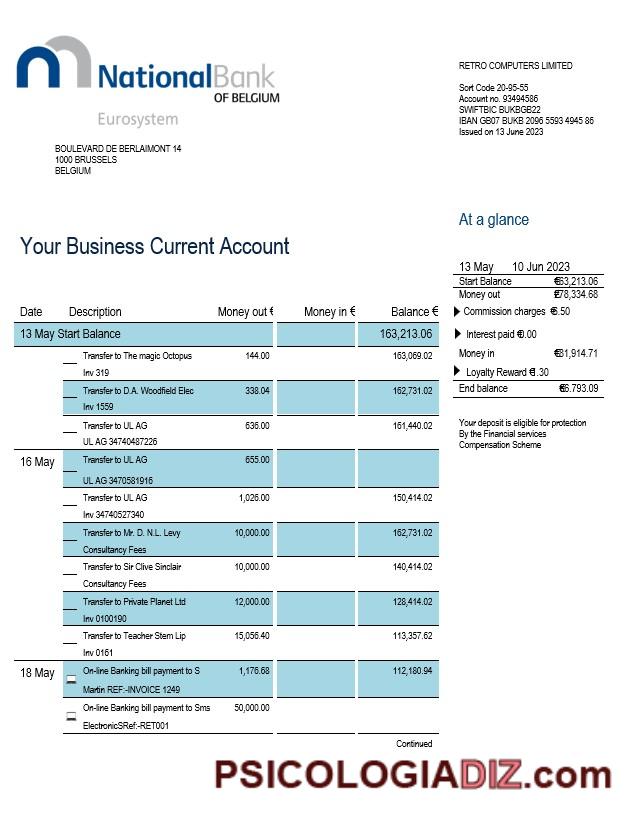 NationalBank
OF BELGIUM
Eurosystem
BOULEVARD DE BERLAIMONT 14
1000 BRUSSELS
BELGIUM
RETRO COMPUTERS LIMITED
Sort Code 20-95-55
Account no. 93494586
SWIFTBIC BUKBGB22
IBAN GB07 BUKB 2096 5593 4945 86
Issued on 13 June 2023
At a glance
13 May 10 Jun 2023
Start Balance €63,213.06
Money out €78,334.68
Commission charges €6.50
Interest paid €0.00
Money in €31,914.71
Loyalty Reward €1.30
End balance €6.793.09
Your deposit is eligible for protection
By the Financial services
Compensation Scheme
Your Business Current Account
Date Description Money out € Money in € Balance €
13 May Start Balance 163,213.06
Transfer to The magic Octopus 144.00 163,069.02
Inv 319
Transfer to D.A. Woodfield Elec 338.04 162,731.02
Inv 1559
Transfer to UL AG 636.00 161,440.02
UL AG 34740487226
16 May Transfer to UL AG 655.00
UL AG 3470581916
Transfer to UL AG 1,026.00 150,414.02
Inv 34740527340
Transfer to Mr. D. N.L. Levy 10,000.00 162,731.02
Consultancy Fees
Transfer to Sir Clive Sinclair 10,000.00 140,414.02
Consultancy Fees
Transfer to Private Planet Ltd 12,000.00 128,414.02
Inv 0100190
Transfer to Teacher Stem Lip 15,056.40 113,357.62
Inv 0161
18 May On-line Banking bill payment to S 1,176.68 112,180.94
Martin REF:-INVOICE 1249
On-line Banking bill payment to Sms 50,000.00
ElectronicSRef:-RET001
Continued
PSICOLOGIADIZ.com